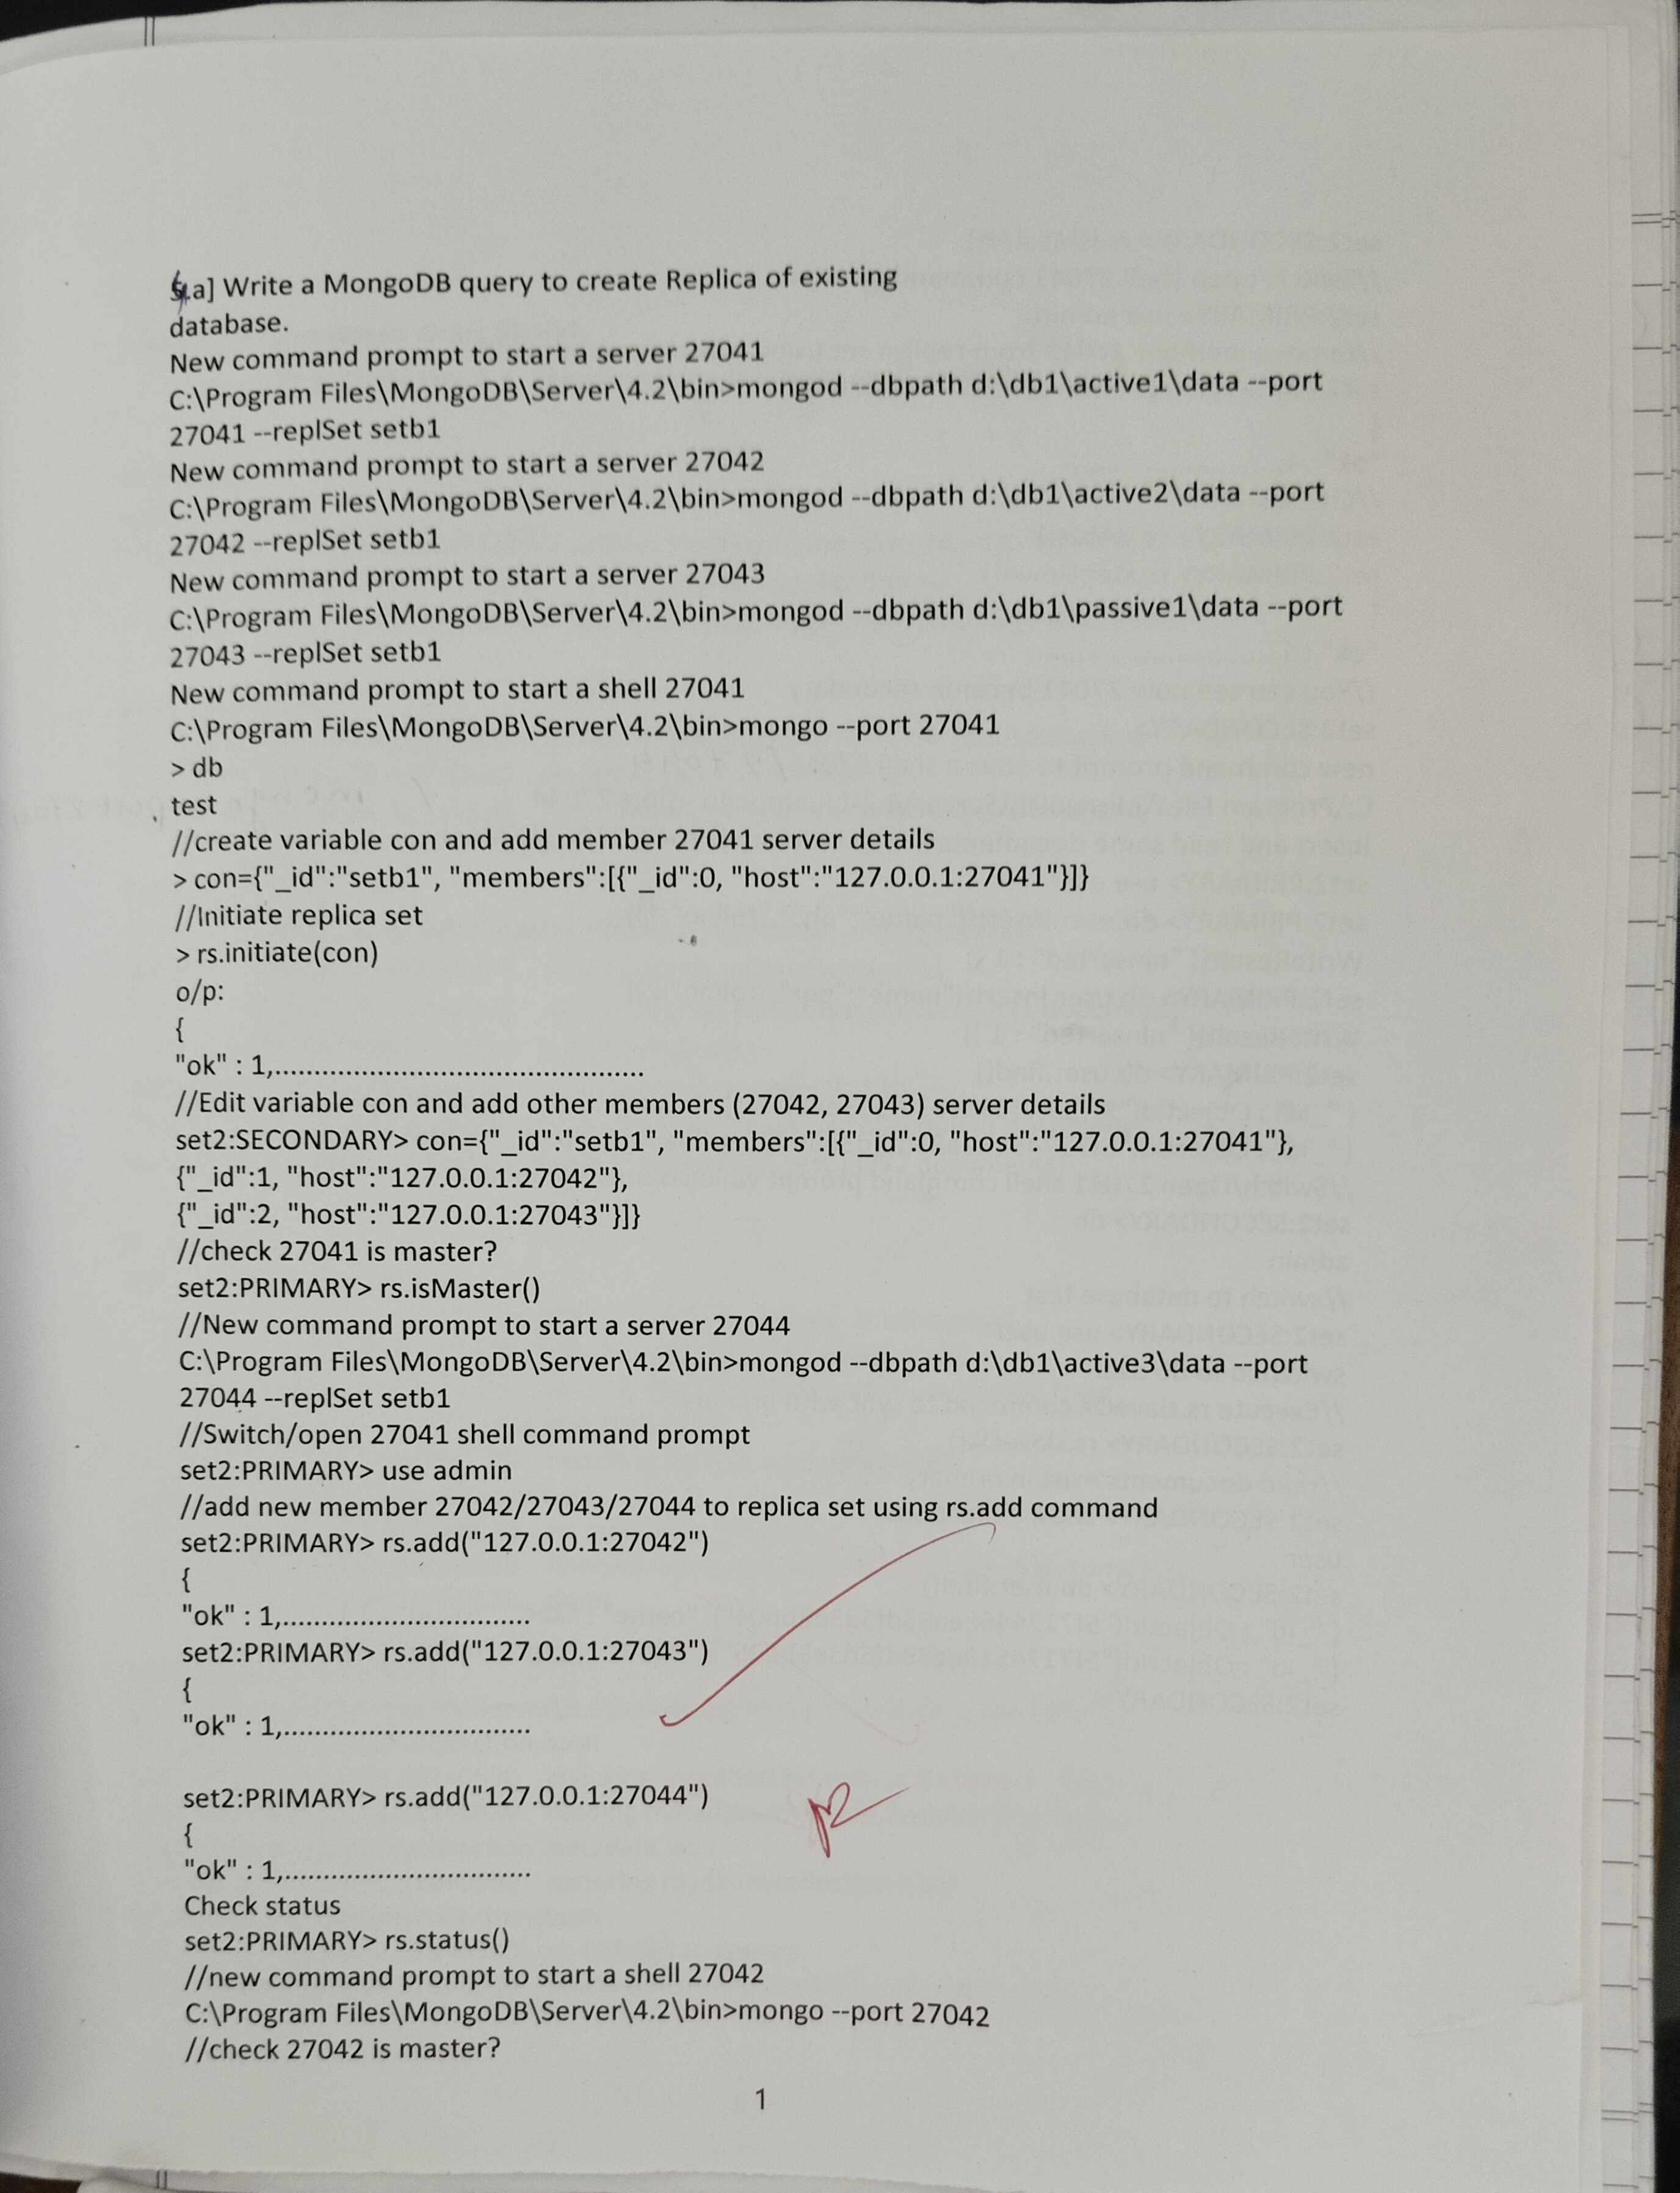 a] Write a MongoDB query to create Replica of existing
database.
New command prompt to start a server 27041
C:\Program Files\MongoDB\Server\4.2\bin>mongod --dbpath d:\db1\active1\data --port
27041 --replSet setb1
New command prompt to start a server 27042
C:\Program Files\MongoDB\Server\4.2\bin>mongod --dbpath d:\db1\active2\data --port
27042 --replSet setb1
New command prompt to start a server 27043
C:\Program Files\MongoDB\Server\4.2\bin>mongod --dbpath d:\db1\passive1\data --port
27043 --replSet setb1
New command prompt to start a shell 27041
C:\Program Files\MongoDB\Server\4.2\bin>mongo --port 27041
> db
test
//create variable con and add member 27041 server details
> con={"_id":"setb1", "members":[{"_id":0, "host":"127.0.0.1:27041"}]}
//Initiate replica set
> rs.initiate(con)
o/p:
{
"ok" : 1,................................................
//Edit variable con and add other members (27042, 27043) server details
set2:SECONDARY> con={"_id":"setb1", "members":[{"_id":0, "host":"127.0.0.1:27041"},
{"_id":1, "host":"127.0.0.1:27042"},
{"_id":2, "host":"127.0.0.1:27043"}]}
//check 27041 is master?
set2:PRIMARY> rs.isMaster()
//New command prompt to start a server 27044
C:\Program Files\MongoDB\Server\4.2\bin>mongod --dbpath d:\db1\active3\data --port
27044 --replSet setb1
//Switch/open 27041 shell command prompt
set2:PRIMARY> use admin
//add new member 27042/27043/27044 to replica set using rs.add command
set2:PRIMARY> rs.add("127.0.0.1:27042")
{
"ok" : 1,................................
set2:PRIMARY> rs.add("127.0.0.1:27043")
{
"ok" : 1,................................
set2:PRIMARY> rs.add("127.0.0.1:27044")
{
"ok" : 1,................................
Check status
set2:PRIMARY> rs.status()
//new command prompt to start a shell 27042
C:\Program Files\MongoDB\Server\4.2\bin>mongo --port 27042
//check 27042 is master?
1